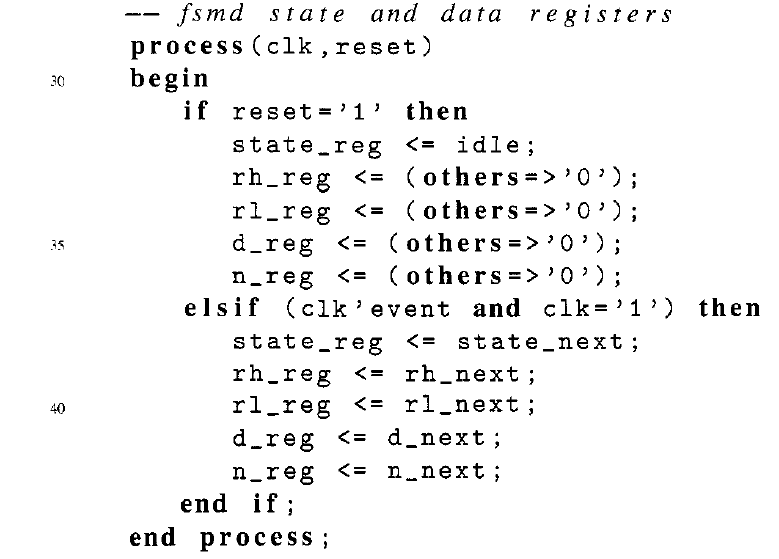 -- fsmd state and data registers
process(clk,reset)
30 begin
if reset='1' then
state_reg <= idle;
rh_reg <= (others=>'0');
rl_reg <= (others=>'0');
35 d_reg <= (others=>'0');
n_reg <= (others=>'0');
elsif (clk'event and clk='1') then
state_reg <= state_next;
rh_reg <= rh_next;
40 rl_reg <= rl_next;
d_reg <= d_next;
n_reg <= n_next;
end if;
end process;